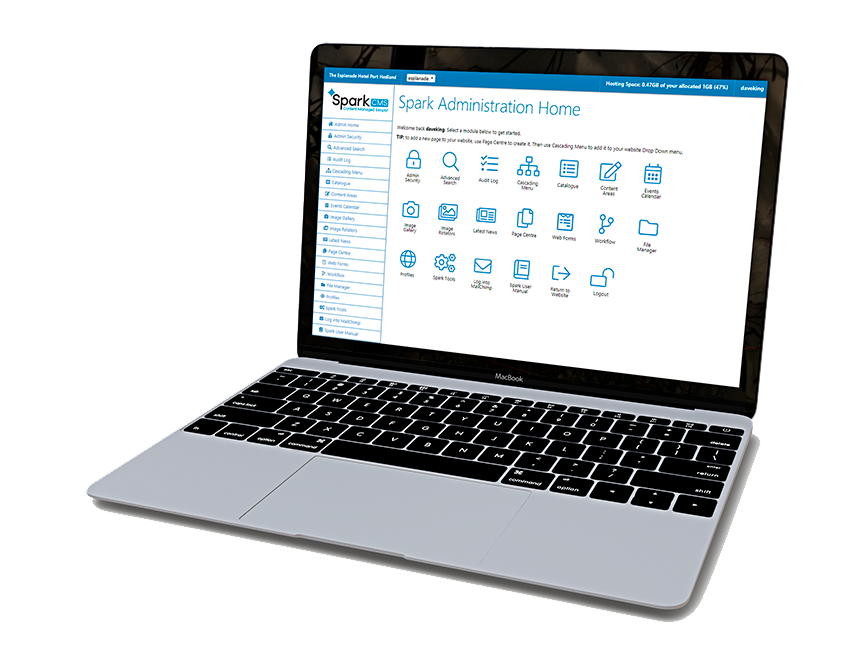 The Esplanade Hotel Port Hedland
esplanade
Hosting Space: 0.47GB of your allocated 1GB (47%)
daveking
Spark CMS
Content Managed Simply!
Spark Administration Home
Welcome back daveking. Select a module below to get started.
TIP: to add a new page to your website, use Page Centre to create it. Then use Cascading Menu to add it to your website Drop Down menu.
Admin Home
Admin Security
Advanced Search
Audit Log
Cascading Menu
Catalogue
Content Areas
Events Calendar
Image Gallery
Image Rotators
Latest News
Page Centre
Web Forms
Workflow
File Manager
Profiles
Spark Tools
Log into MailChimp
Spark User Manual
Admin
Security
Advanced
Search
Audit Log
Cascading
Menu
Catalogue
Content
Areas
Events
Calendar
Image
Gallery
Image
Rotators
Latest News
Page Centre
Web Forms
Workflow
File
Manager
Profiles
Spark Tools
Log into
MailChimp
Spark User
Manual
Return to
Website
Logout
MacBook
esc
Q W E R T Y U I O P
delete
tab
A S D F G H J K L
enter
return
caps lock
Z X C V B N M
shift
shift
fn
control
option
command
command
option